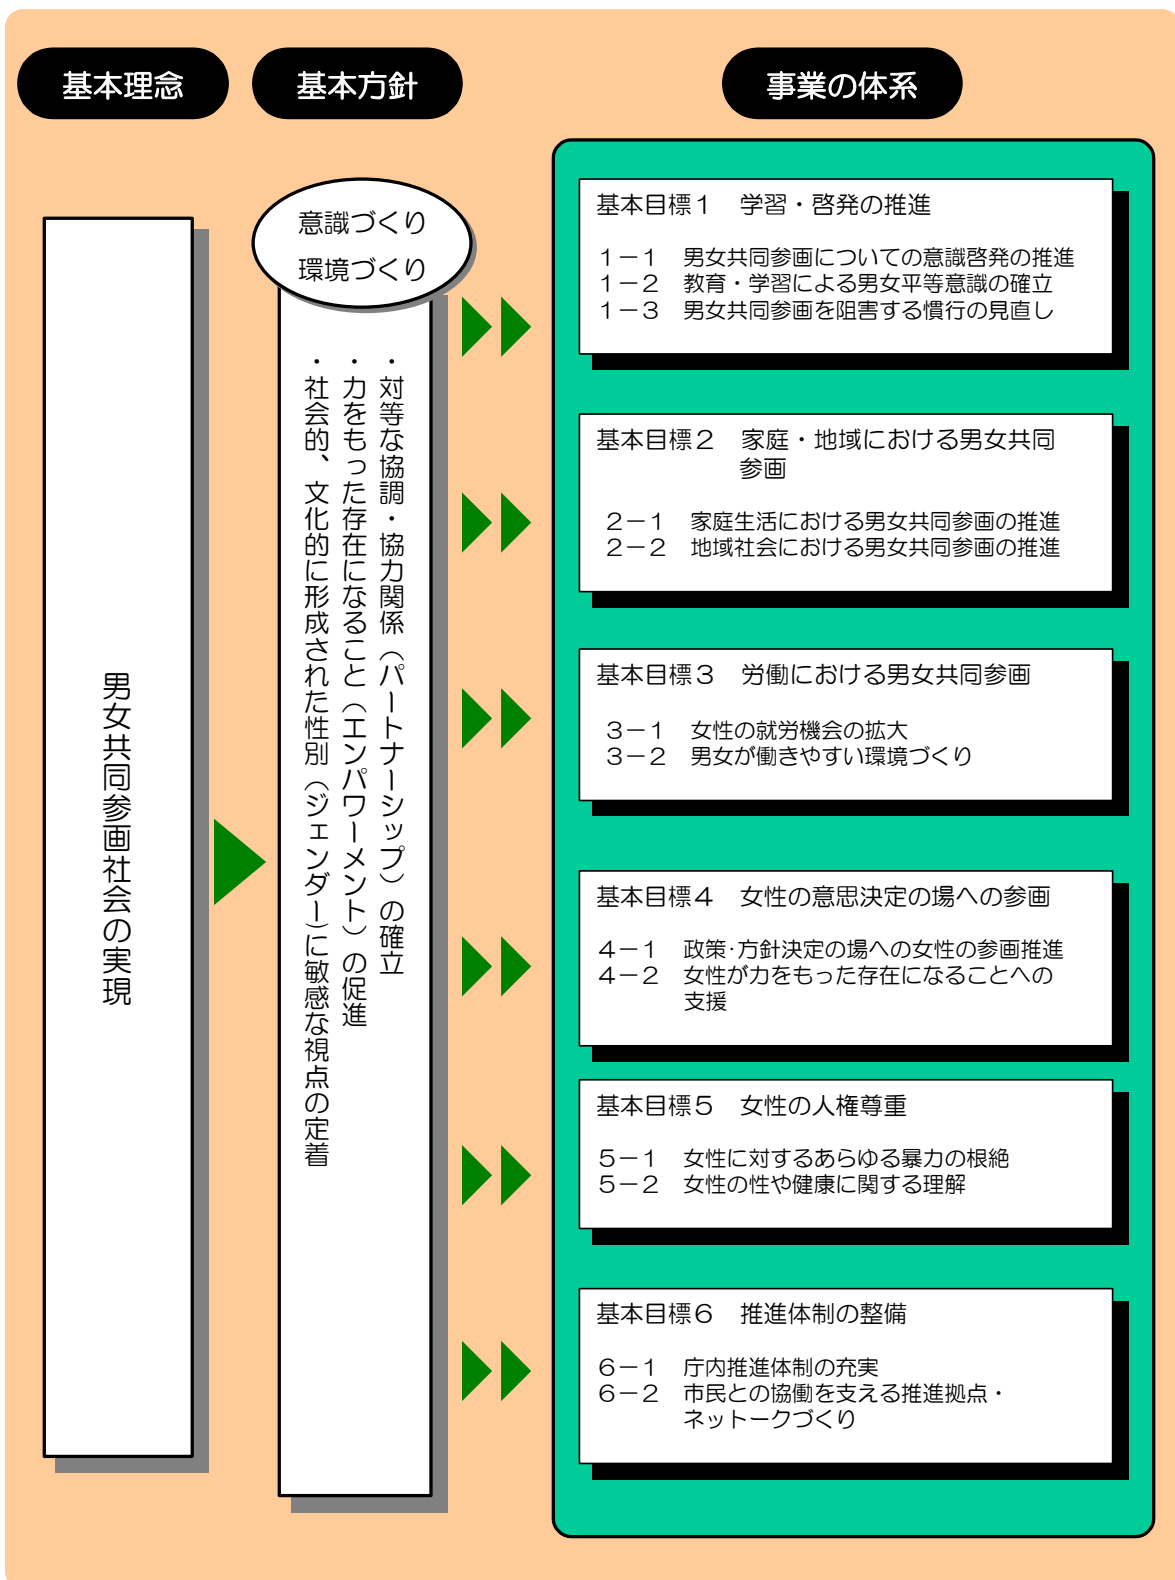 基本理念
基本方針
事業の体系
男女共同参画社会の実現
意識づくり
環境づくり
・対等な協調・協力関係（パートナーシップ）の確立
・力をもった存在になること（エンパワーメント）の促進
・社会的、文化的に形成された性別（ジェンダー）に敏感な視点の定着
基本目標１　学習・啓発の推進
１－１　男女共同参画についての意識啓発の推進
１－２　教育・学習による男女平等意識の確立
１－３　男女共同参画を阻害する慣行の見直し
基本目標２　家庭・地域における男女共同
参画
２－１　家庭生活における男女共同参画の推進
２－２　地域社会における男女共同参画の推進
基本目標３　労働における男女共同参画
３－１　女性の就労機会の拡大
３－２　男女が働きやすい環境づくり
基本目標４　女性の意思決定の場への参画
４－１　政策･方針決定の場への女性の参画推進
４－２　女性が力をもった存在になることへの
支援
基本目標５　女性の人権尊重
５－１　女性に対するあらゆる暴力の根絶
５－２　女性の性や健康に関する理解
基本目標６　推進体制の整備
６－１　庁内推進体制の充実
６－２　市民との協働を支える推進拠点・
ネットークづくり